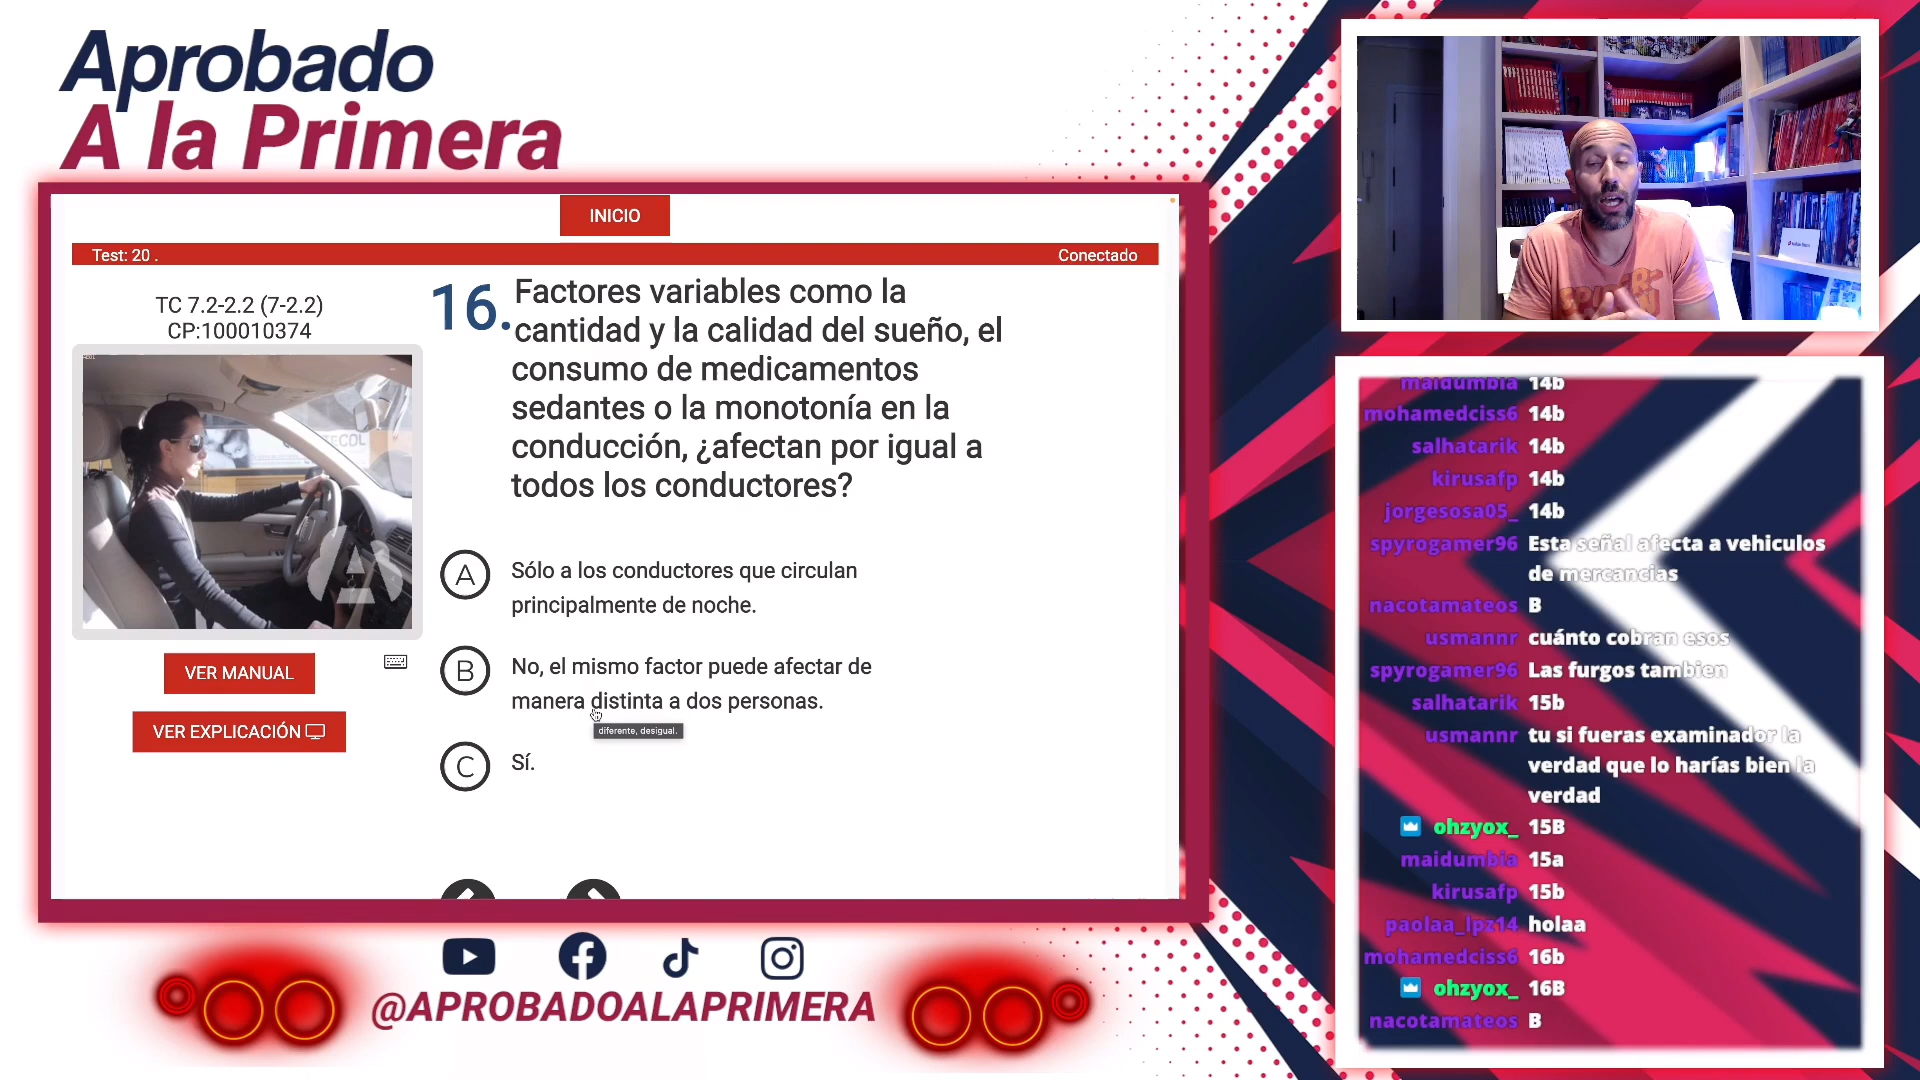 Aprobado
A la Primera
INICIO
Test: 20 .
Conectado
TC 7.2-2.2 (7-2.2)
CP:100010374
VER MANUAL
VER EXPLICACIÓN
16.
Factores variables como la
cantidad y la calidad del sueño, el
consumo de medicamentos
sedantes o la monotonía en la
conducción, ¿afectan por igual a
todos los conductores?
A
Sólo a los conductores que circulan
principalmente de noche.
B
No, el mismo factor puede afectar de
manera distinta a dos personas.
diferente, desigual.
C
Sí.
@APROBADOALAPRIMERA
maidumbia 14b
mohamedciss6 14b
salhatarik 14b
kirusafp 14b
jorgesosa05_ 14b
spyrogamer96 Esta señal afecta a vehiculos
de mercancias
nacotamateos B
usmannr cuánto cobran esos
spyrogamer96 Las furgos tambien
salhatarik 15b
usmannr tu si fueras examinador la
verdad que lo harías bien la
verdad
ohzyox_ 15B
maidumbia 15a
kirusafp 15b
paolaa_lpz14 holaa
mohamedciss6 16b
ohzyox_ 16B
nacotamateos B